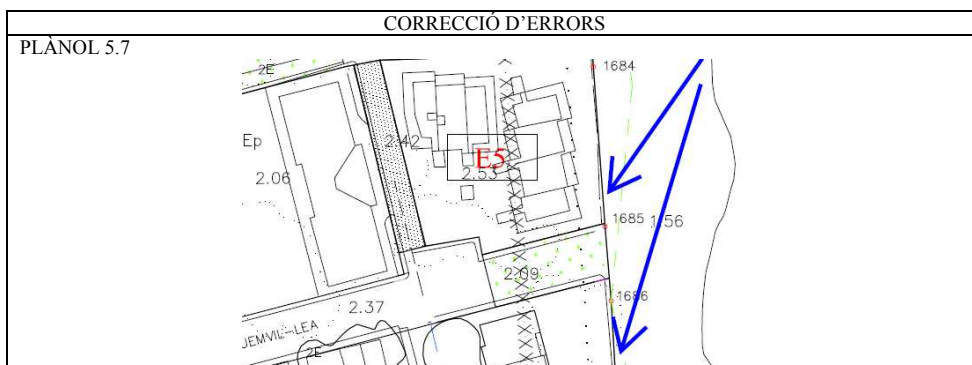 CORRECCIÓ D'ERRORS
PLÀNOL 5.7
2E
1684
Ep
2.42
E5
2.06
2.53
1685
1.56
2.09
1686
2.37
JEMVIL-LEA
2E